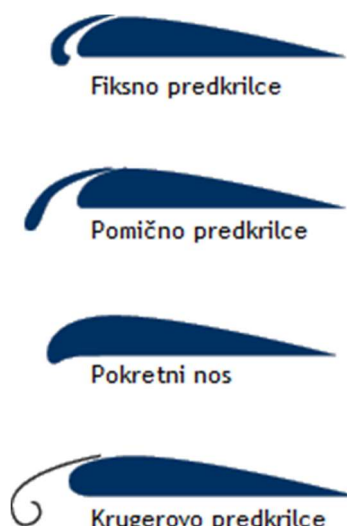 Fiksno predkrilce
Pomično predkrilce
Pokretni nos
Krugerovo predkrilce